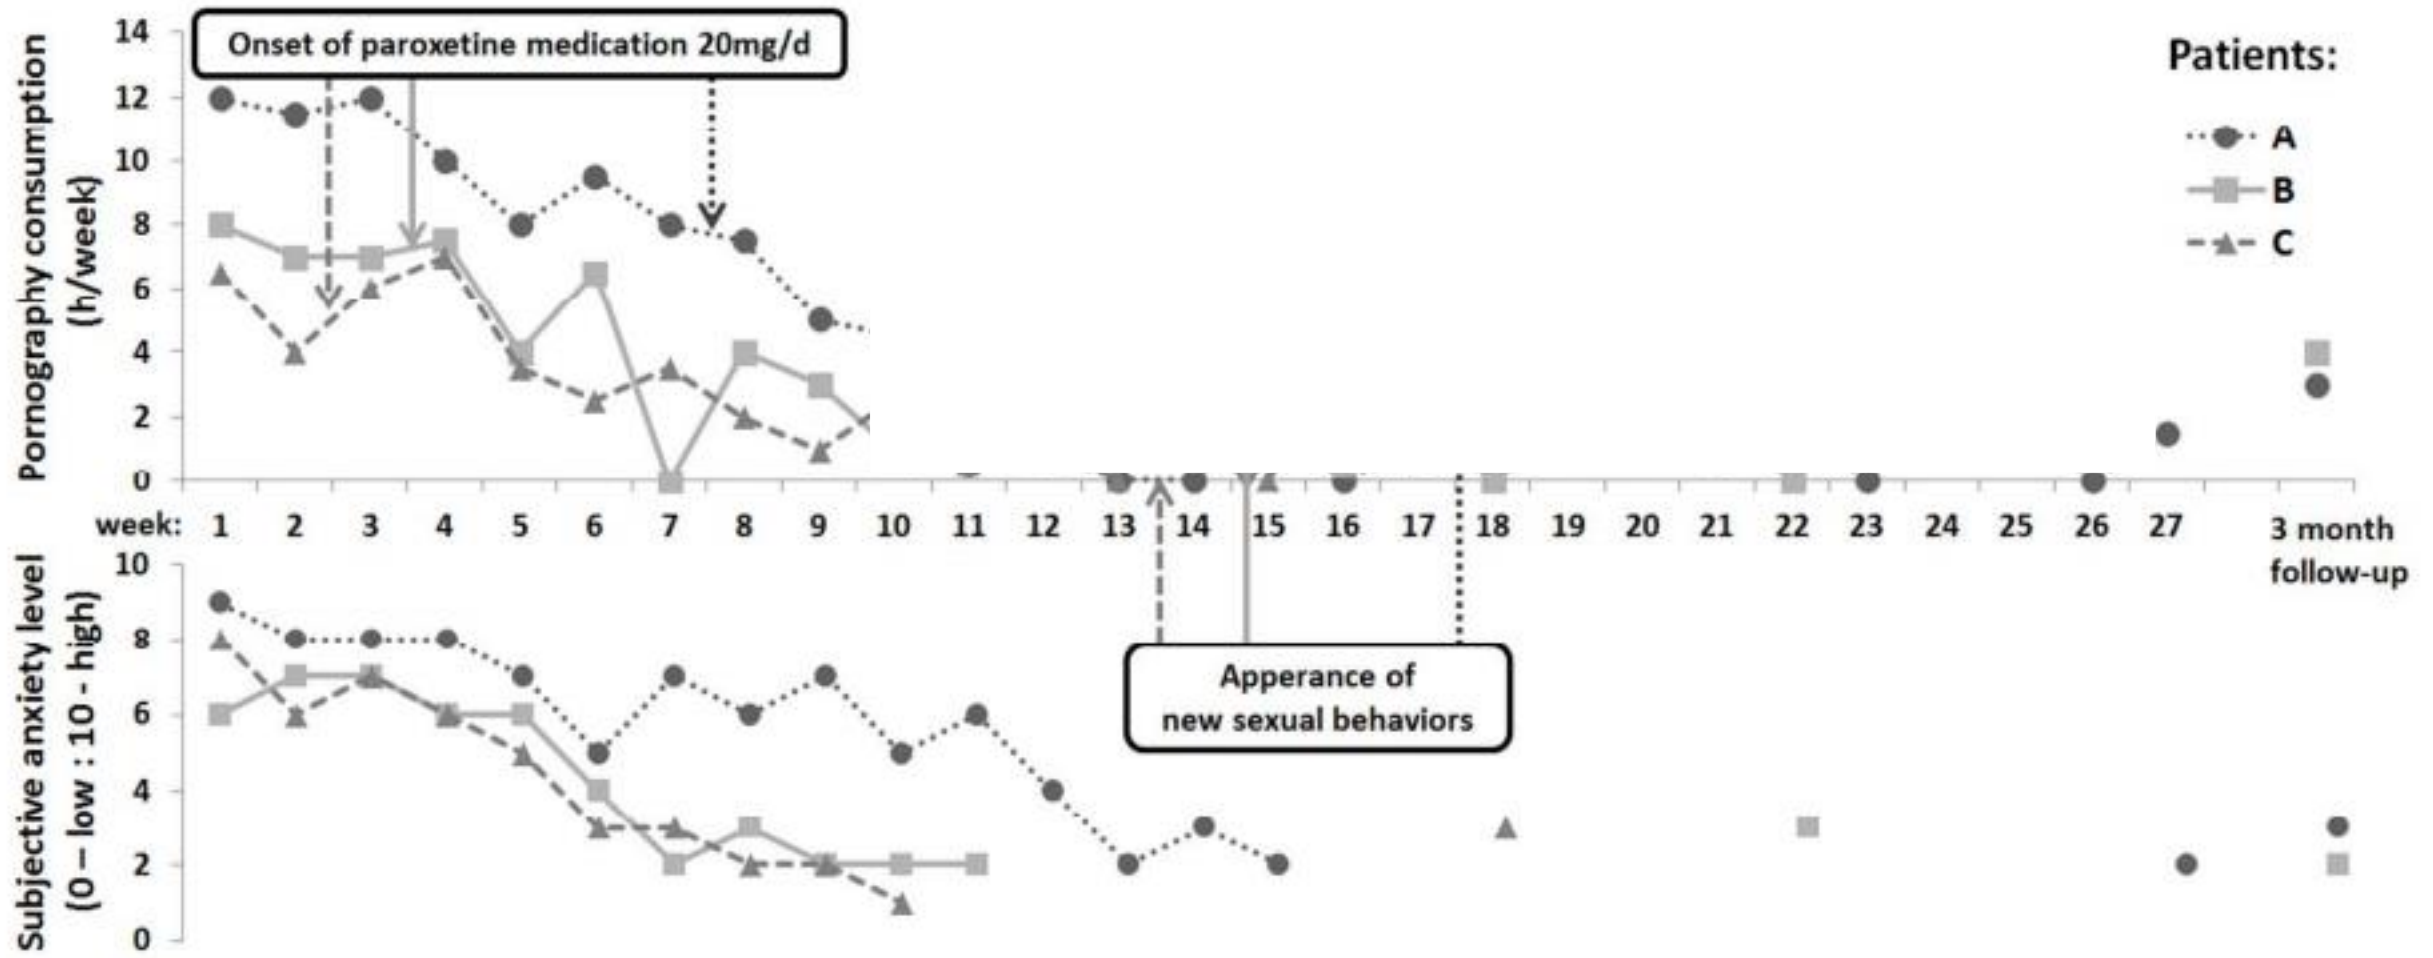 Onset of paroxetine medication 20mg/d
Pornography consumption
(h/week)
14
12
10
8
6
4
2
0
Patients:
A
B
C
week: 1 2 3 4 5 6 7 8 9 10 11 12 13 14 15 16 17 18 19 20 21 22 23 24 25 26 27 3 month
follow-up
Subjective anxiety level
(0 – low : 10 - high)
10
8
6
4
2
0
Apperance of
new sexual behaviors